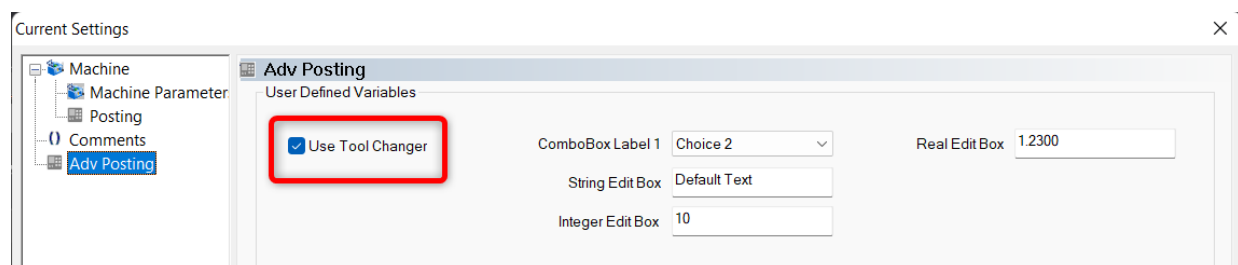 Current Settings
Machine
Machine Parameter
Posting
Comments
Adv Posting
Adv Posting
User Defined Variables
Use Tool Changer
ComboBox Label 1 Choice 2
Real Edit Box 1.2300
String Edit Box Default Text
Integer Edit Box 10